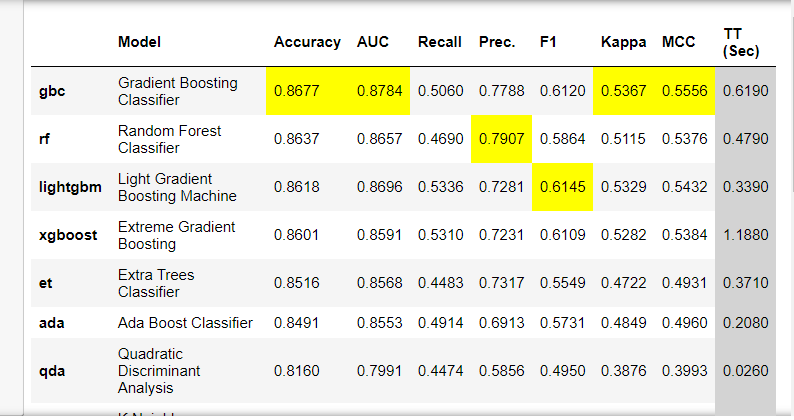 Model Accuracy AUC Recall Prec. F1 Kappa MCC TT (Sec)
gbc Gradient Boosting Classifier 0.8677 0.8784 0.5060 0.7788 0.6120 0.5367 0.5556 0.6190
rf Random Forest Classifier 0.8637 0.8657 0.4690 0.7907 0.5864 0.5115 0.5376 0.4790
lightgbm Light Gradient Boosting Machine 0.8618 0.8696 0.5336 0.7281 0.6145 0.5329 0.5432 0.3390
xgboost Extreme Gradient Boosting 0.8601 0.8591 0.5310 0.7231 0.6109 0.5282 0.5384 1.1880
et Extra Trees Classifier 0.8516 0.8568 0.4483 0.7317 0.5549 0.4722 0.4931 0.3710
ada Ada Boost Classifier 0.8491 0.8553 0.4914 0.6913 0.5731 0.4849 0.4960 0.2080
qda Quadratic Discriminant Analysis 0.8160 0.7991 0.4474 0.5856 0.4950 0.3876 0.3993 0.0260